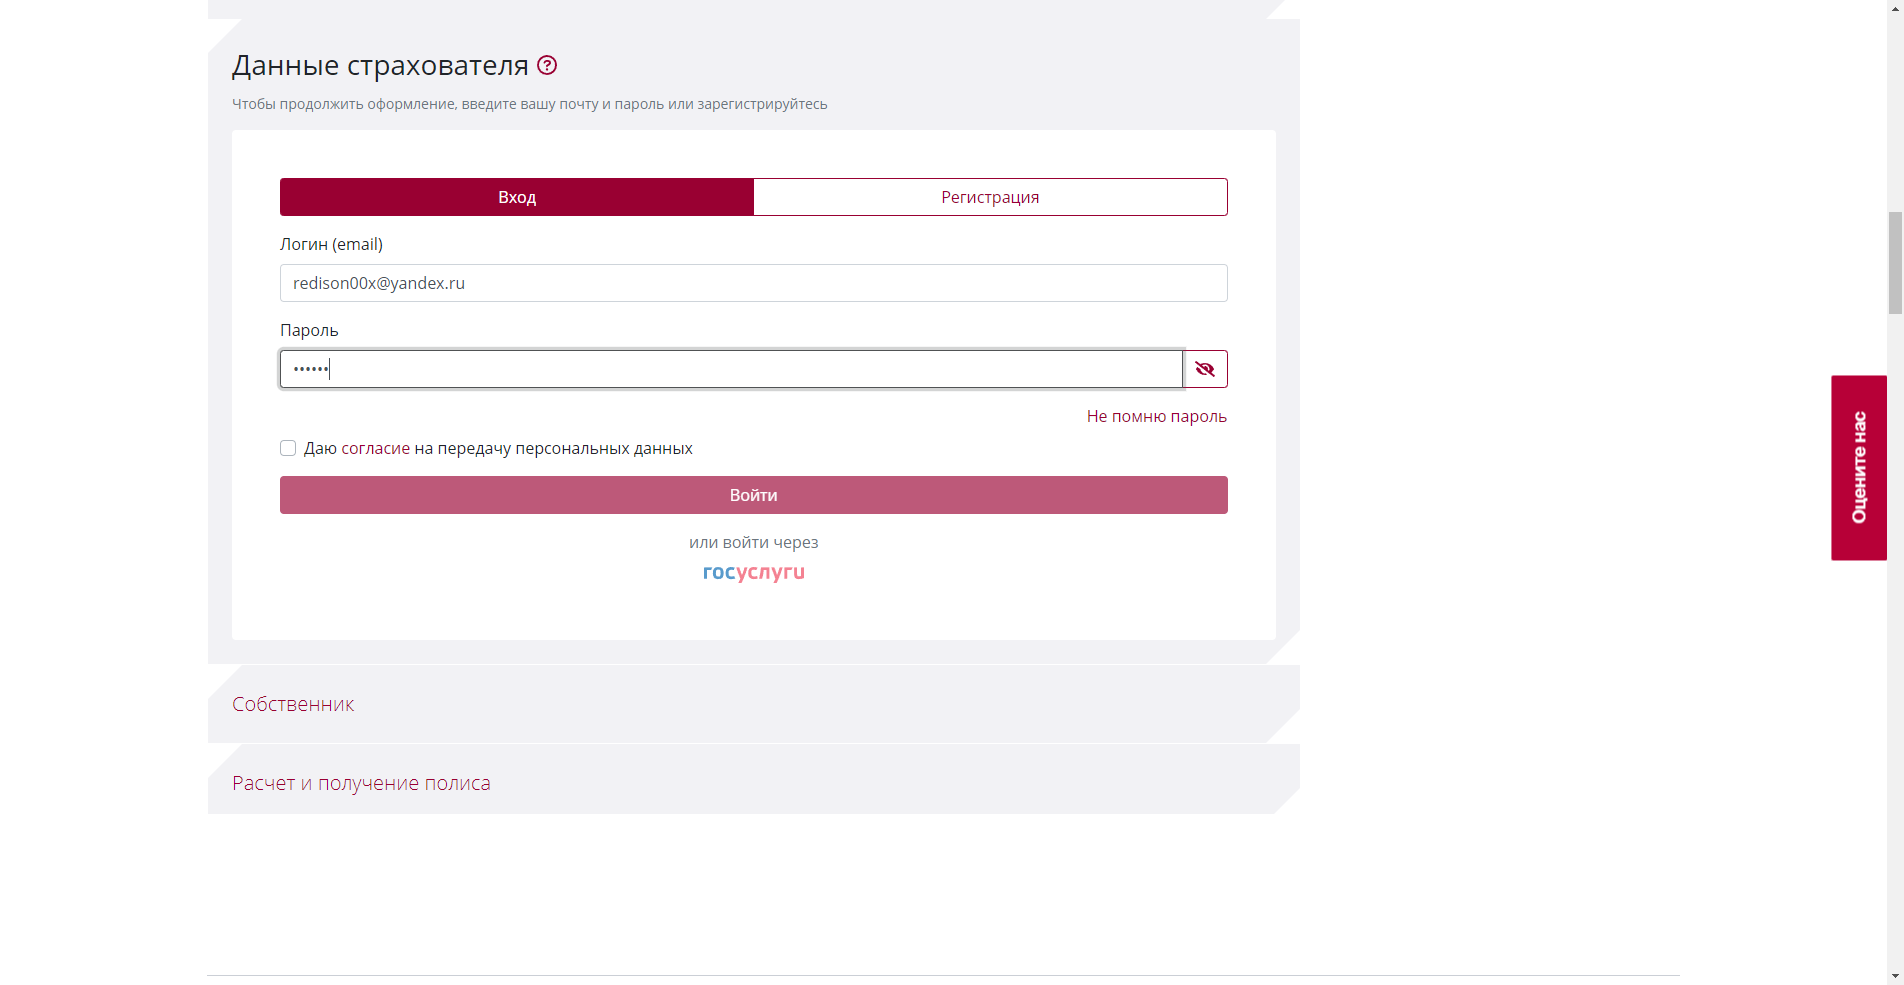 Данные страхователя
Чтобы продолжить оформление, введите вашу почту и пароль или зарегистрируйтесь
Вход
Регистрация
Логин (email)
redison00x@yandex.ru
Пароль
••••••
Не помню пароль
Даю согласие на передачу персональных данных
Войти
или войти через
госуслуги
Собственник
Расчет и получение полиса
Оцените нас